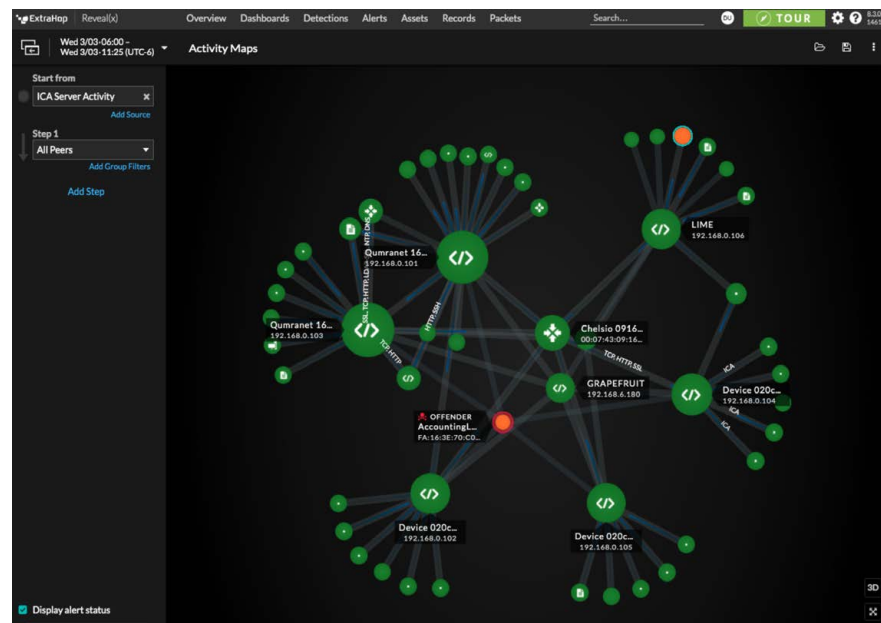 ExtraHop Reveal(x) Overview Dashboards Detections Alerts Assets Records Packets Search... DU TOUR ? 8.3.0
1461
Wed 3/03-06:00 –
Wed 3/03-11:25 (UTC-6)
Activity Maps
Start from
ICA Server Activity
Add Source
Step 1
All Peers
Add Group Filters
Add Step
LIME
192.168.0.106
Qumranet 16...
192.168.0.101
HTTP, SSH
Qumranet 16...
192.168.0.103
TCP, HTTP
Chelsio 0916...
00:07:43:09:16...
TCP, HTTP, SSL
GRAPEFRUIT
192.168.6.180
Device 020c...
192.168.0.104
ICA
ICA
ICA
OFFENDER
AccountingL...
FA:16:3E:70:C0...
Device 020c...
192.168.0.102
Device 020c...
192.168.0.105
3D
Display alert status